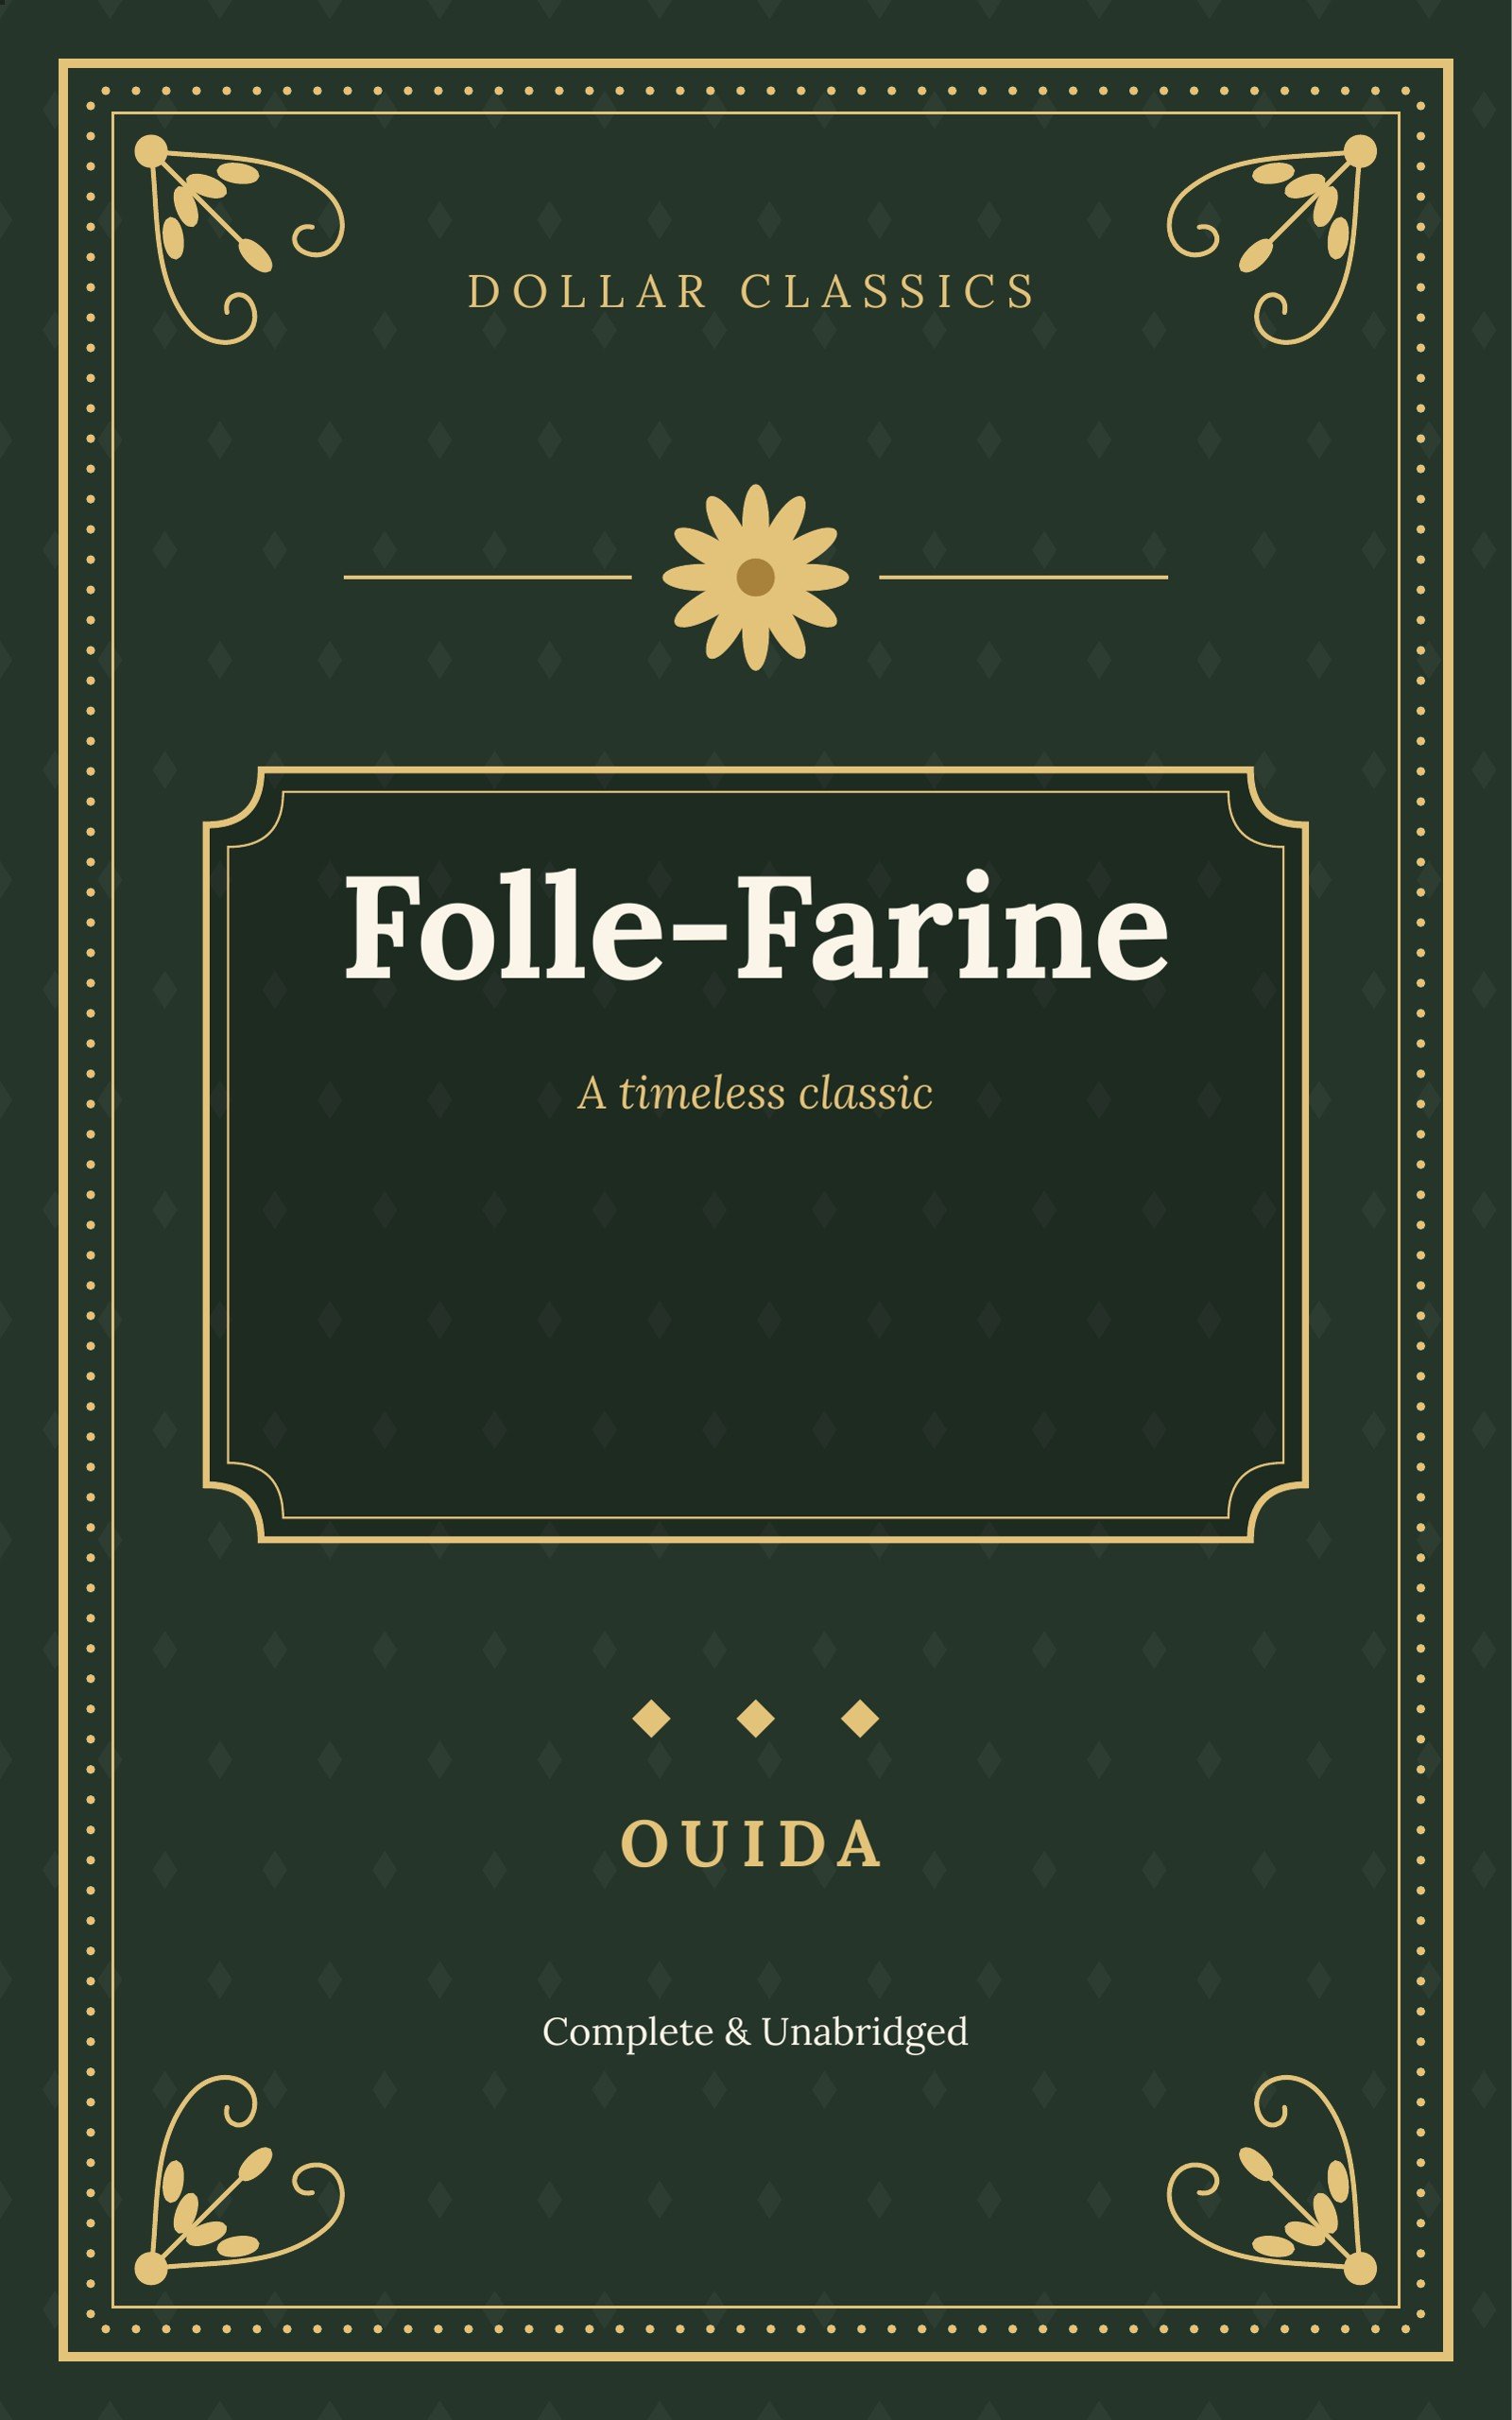 DOLLAR CLASSICS
Folle-Farine
A timeless classic
OUIDA
Complete & Unabridged